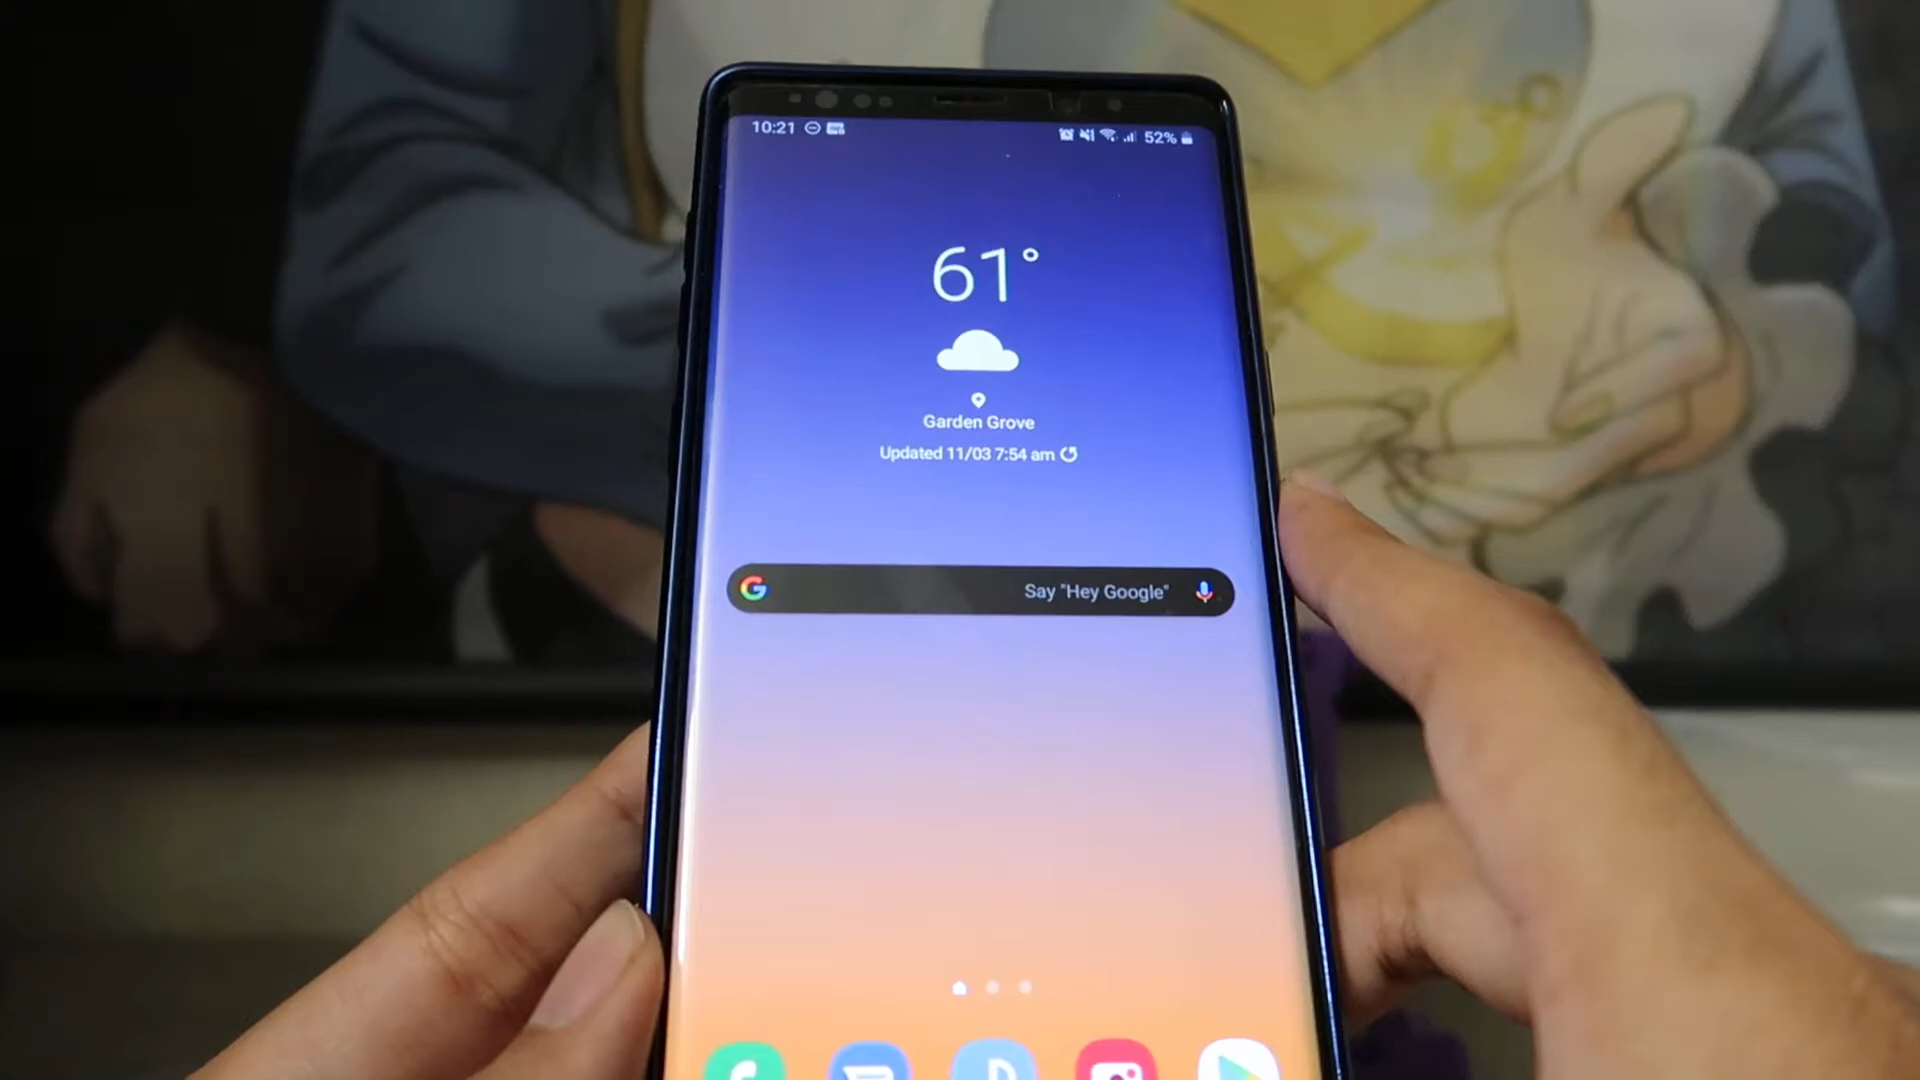 10:21
52%
61°
Garden Grove
Updated 11/03 7:54 am
Say "Hey Google"